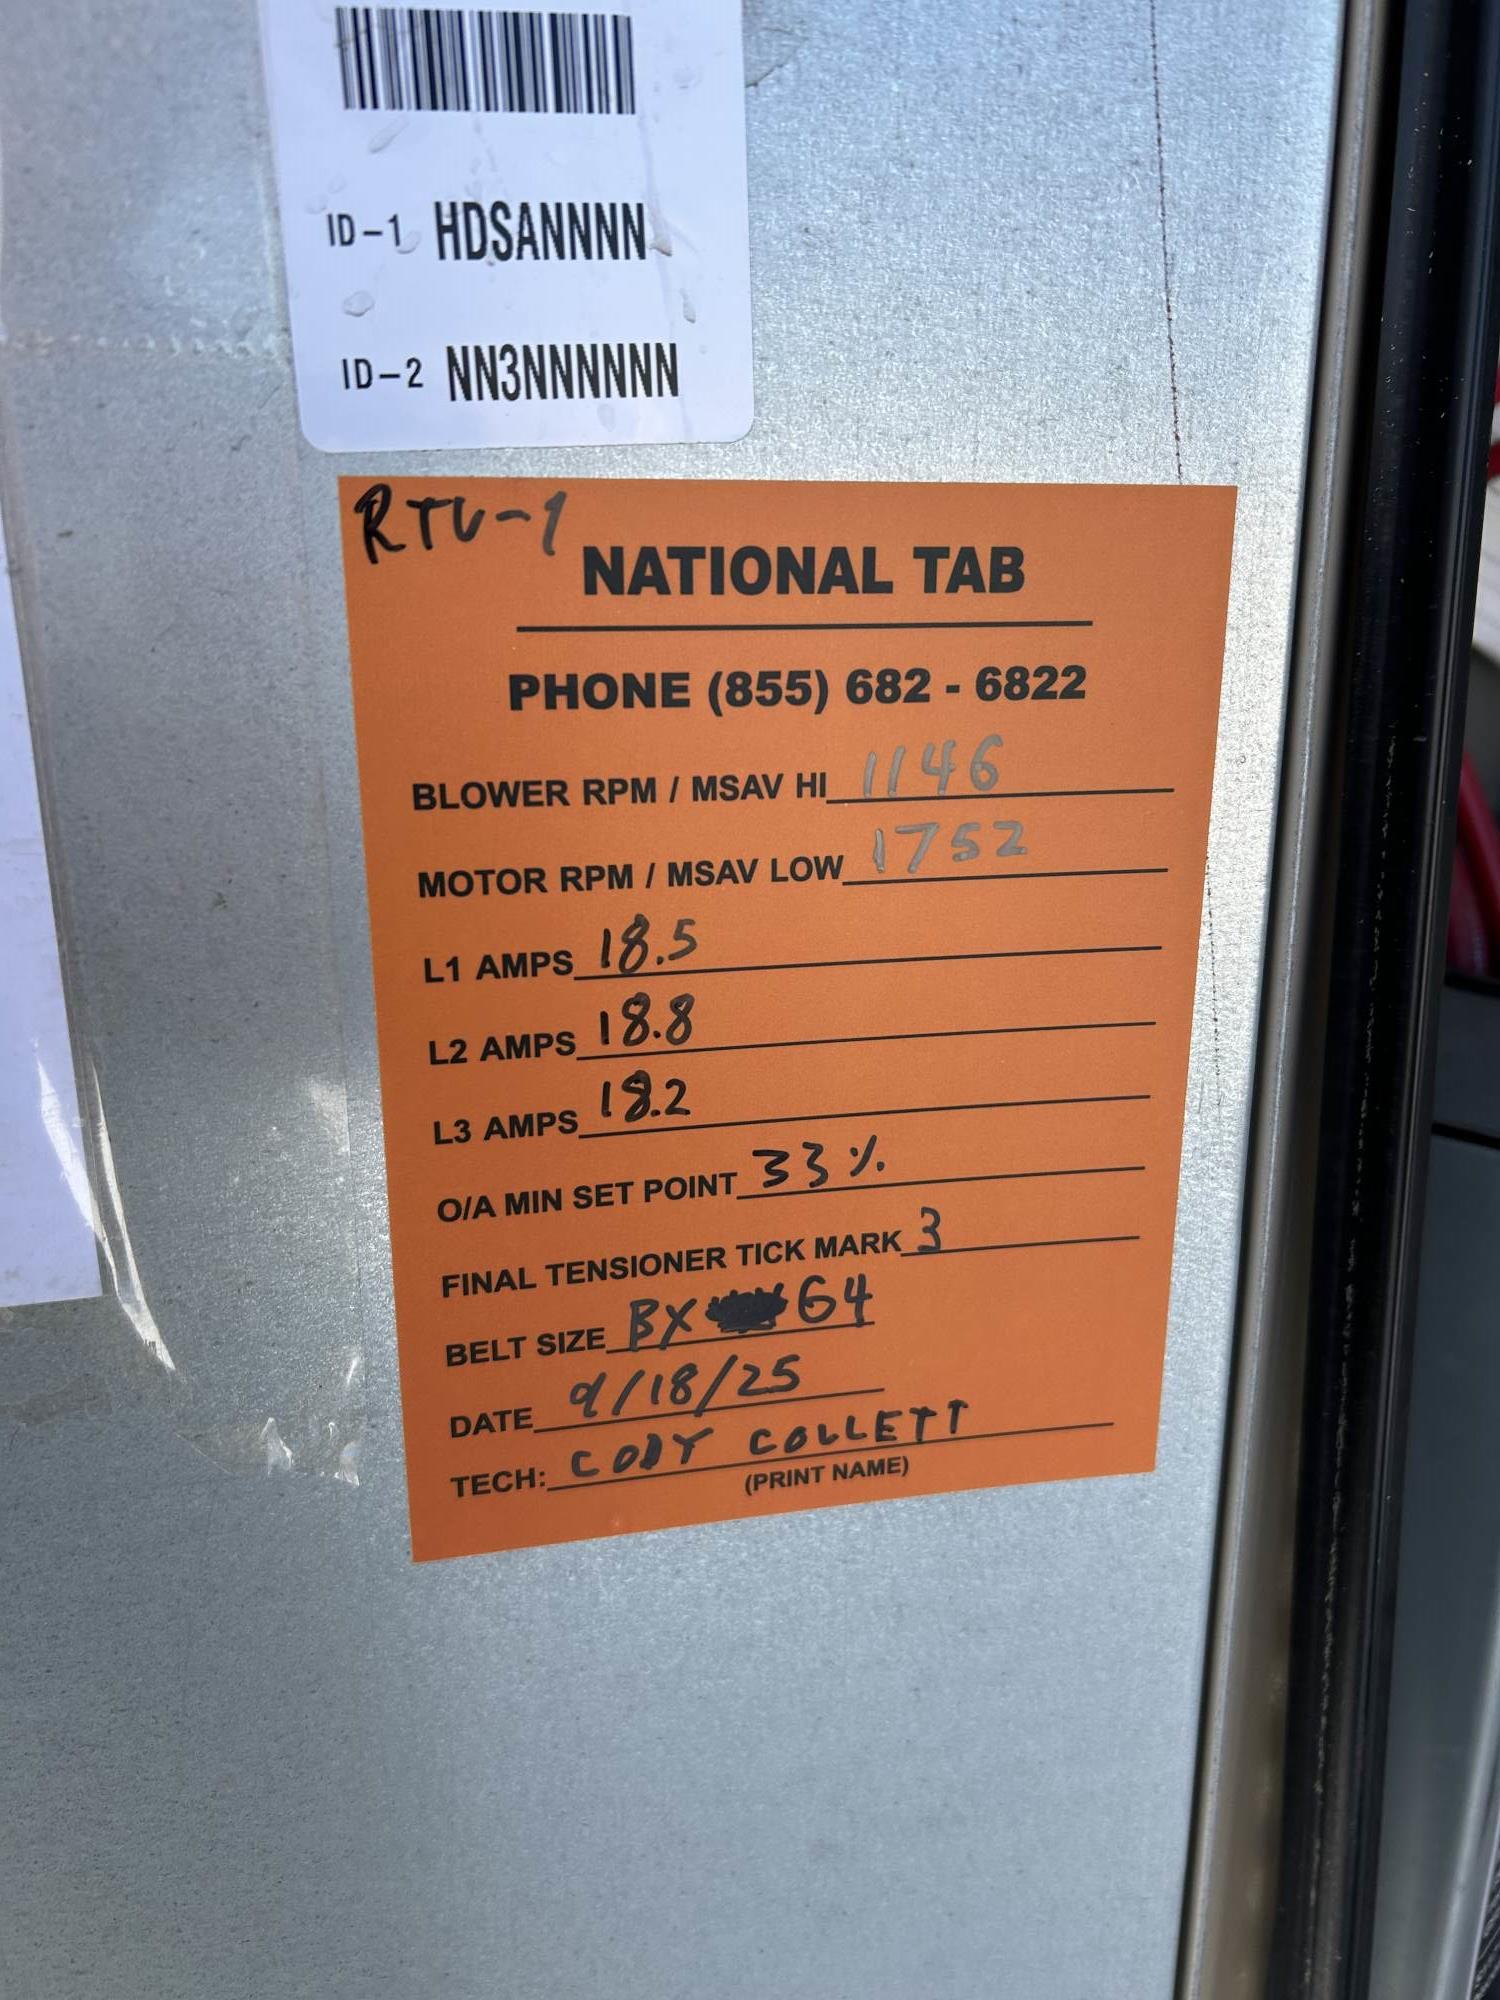 ID-1 HDSANNNN
ID-2 NN3NNNNNN
RTU-1
NATIONAL TAB
PHONE (855) 682 - 6822
BLOWER RPM / MSAV HI 1146
MOTOR RPM / MSAV LOW 1752
L1 AMPS 18.5
L2 AMPS 18.8
L3 AMPS 18.2
O/A MIN SET POINT 33%
FINAL TENSIONER TICK MARK 3
BELT SIZE BX 64
DATE 9/18/25
TECH: CODY COLLETT
(PRINT NAME)